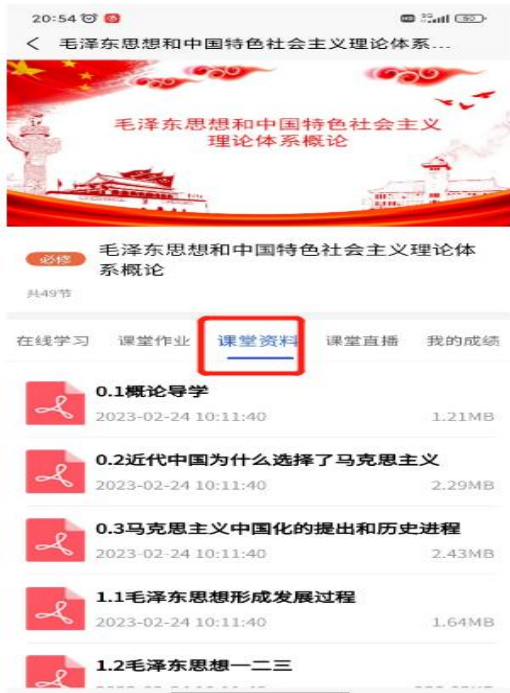 20:54
毛泽东思想和中国特色社会主义理论体系...
毛泽东思想和中国特色社会主义
理论体系概论
必修
毛泽东思想和中国特色社会主义理论体
系概论
共49节
在线学习 课堂作业 课堂资料 课堂直播 我的成绩
0.1概论导学
2023-02-24 10:11:40 1.21MB
0.2近代中国为什么选择了马克思主义
2023-02-24 10:11:40 2.29MB
0.3马克思主义中国化的提出和历史进程
2023-02-24 10:11:40 2.43MB
1.1毛泽东思想形成发展过程
2023-02-24 10:11:40 1.64MB
1.2毛泽东思想一二三